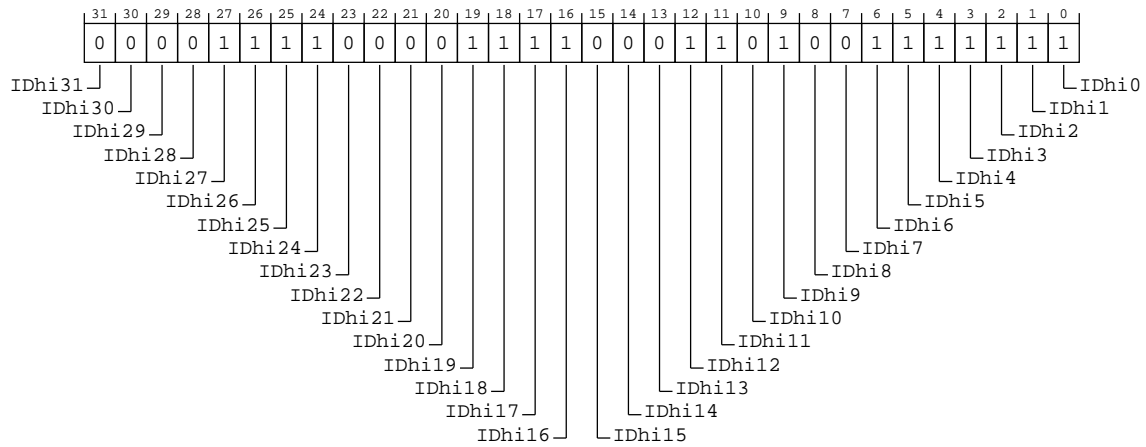 31 30 29 28 27 26 25 24 23 22 21 20 19 18 17 16 15 14 13 12 11 10 9 8 7 6 5 4 3 2 1 0
0 0 0 0 1 1 1 1 0 0 0 0 1 1 1 1 0 0 0 1 1 0 1 0 0 1 1 1 1 1 1 1
IDhi31 IDhi0
IDhi30 IDhi1
IDhi29 IDhi2
IDhi28 IDhi3
IDhi27 IDhi4
IDhi26 IDhi5
IDhi25 IDhi6
IDhi24 IDhi7
IDhi23 IDhi8
IDhi22 IDhi9
IDhi21 IDhi10
IDhi20 IDhi11
IDhi19 IDhi12
IDhi18 IDhi13
IDhi17 IDhi14
IDhi16 IDhi15